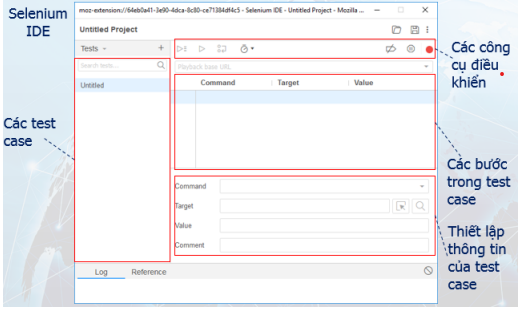 Selenium
IDE
moz-extension://64eb0a41-3e90-4dca-8c80-ce71384df4c5 - Selenium IDE - Untitled Project - Mozilla ...
Untitled Project
Tests
Search tests...
Untitled
Playback base URL
Command Target Value
Command
Target
Value
Comment
Log Reference
Các test
case
Các công
cụ điều
khiển
Các bước
trong test
case
Thiết lập
thông tin
của test
case